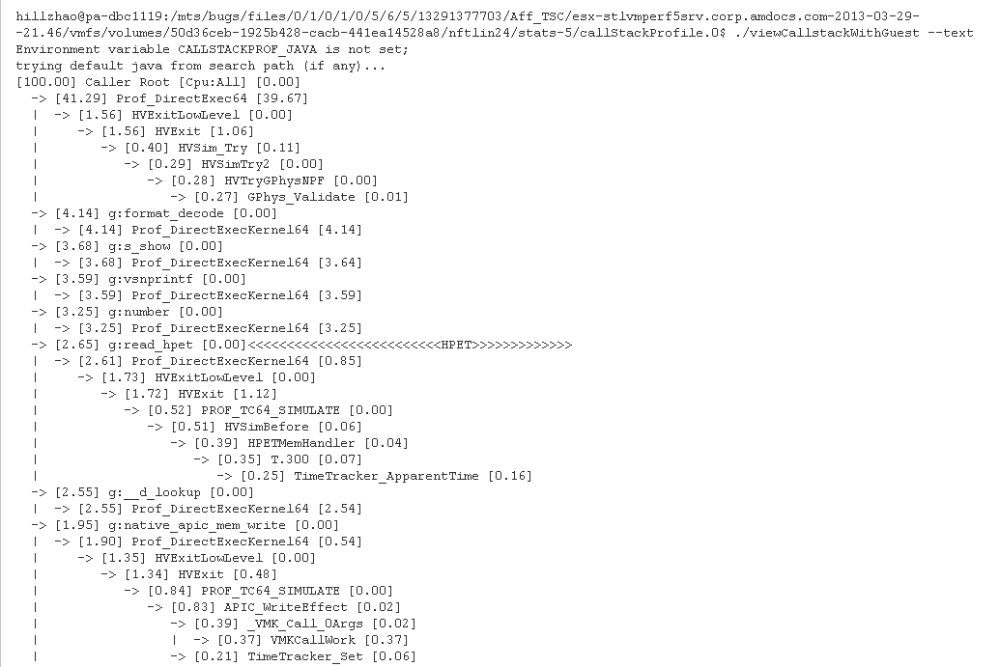 hillzhao@pa-dbc1119:/mts/bugs/files/0/1/0/1/0/5/6/5/13291377703/Aff_TSC/esx-stlvmperf5srv.corp.amdocs.com-2013-03-29-
-21.46/vmfs/volumes/50d36ceb-1925b428-cacb-441ea14528a8/nftlin24/stats-5/callStackProfile.0$ ./viewCallstackWithGuest --text
Environment variable CALLSTACKPROF_JAVA is not set;
trying default java from search path (if any)...
[100.00] Caller Root [Cpu:All] [0.00]
  -> [41.29] Prof_DirectExec64 [39.67]
  |  -> [1.56] HVExitLowLevel [0.00]
  |     -> [1.56] HVExit [1.06]
  |        -> [0.40] HVSim_Try [0.11]
  |           -> [0.29] HVSimTry2 [0.00]
  |              -> [0.28] HVTryGPhysNPF [0.00]
  |                 -> [0.27] GPhys_Validate [0.01]
  -> [4.14] g:format_decode [0.00]
  |  -> [4.14] Prof_DirectExecKernel64 [4.14]
  -> [3.68] g:s_show [0.00]
  |  -> [3.68] Prof_DirectExecKernel64 [3.64]
  -> [3.59] g:vsnprintf [0.00]
  |  -> [3.59] Prof_DirectExecKernel64 [3.59]
  -> [3.25] g:number [0.00]
  |  -> [3.25] Prof_DirectExecKernel64 [3.25]
  -> [2.65] g:read_hpet [0.00]<<<<<<<<<<<<<<<<<<<<<<<<<HPET>>>>>>>>>>>>>
  |  -> [2.61] Prof_DirectExecKernel64 [0.85]
  |     -> [1.73] HVExitLowLevel [0.00]
  |        -> [1.72] HVExit [1.12]
  |           -> [0.52] PROF_TC64_SIMULATE [0.00]
  |              -> [0.51] HVSimBefore [0.06]
  |                 -> [0.39] HPETMemHandler [0.04]
  |                    -> [0.35] T.300 [0.07]
  |                       -> [0.25] TimeTracker_ApparentTime [0.16]
  -> [2.55] g:__d_lookup [0.00]
  |  -> [2.55] Prof_DirectExecKernel64 [2.54]
  -> [1.95] g:native_apic_mem_write [0.00]
  |  -> [1.90] Prof_DirectExecKernel64 [0.54]
  |     -> [1.35] HVExitLowLevel [0.00]
  |        -> [1.34] HVExit [0.48]
  |           -> [0.84] PROF_TC64_SIMULATE [0.00]
  |              -> [0.83] APIC_WriteEffect [0.02]
  |                 -> [0.39] _VMK_Call_0Args [0.02]
  |                 |  -> [0.37] VMKCallWork [0.37]
  |                 -> [0.21] TimeTracker_Set [0.06]